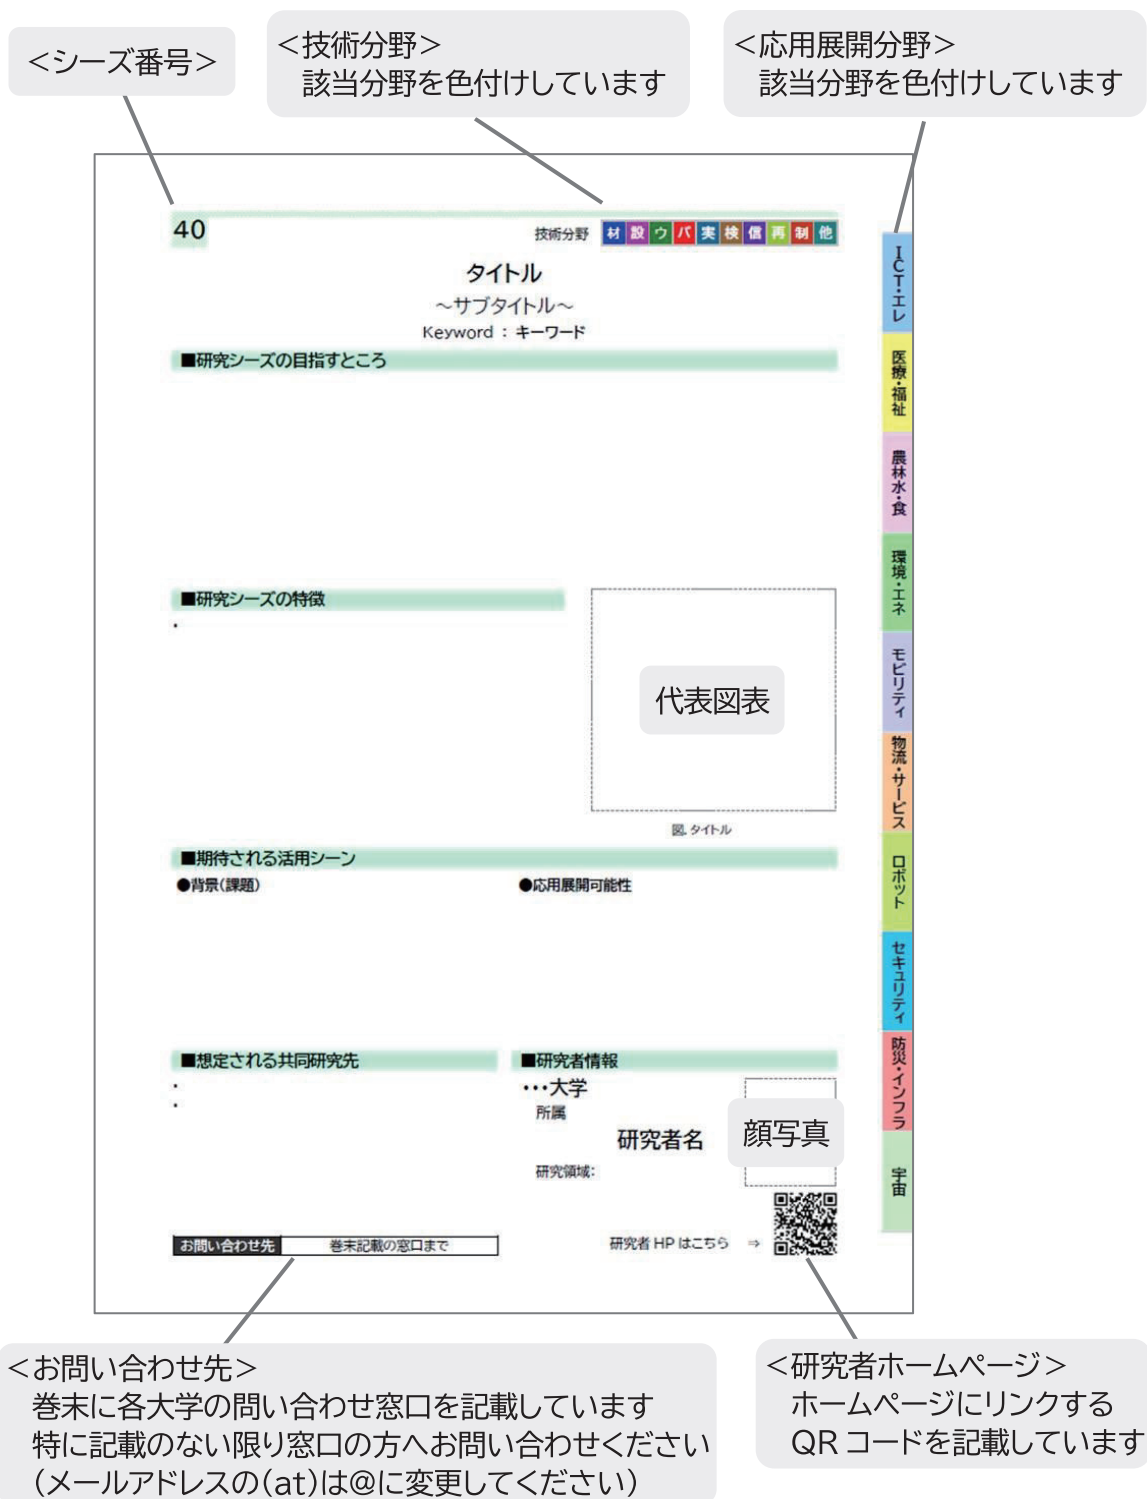 ＜シーズ番号＞
＜技術分野＞
該当分野を色付けしています
＜応用展開分野＞
該当分野を色付けしています
40
技術分野 材 設 ウ パ 実 検 信 再 制 他
タイトル
～サブタイトル～
Keyword : キーワード
■研究シーズの目指すところ
■研究シーズの特徴
・
代表図表
図. タイトル
■期待される活用シーン
●背景(課題)
●応用展開可能性
■想定される共同研究先
・
・
■研究者情報
・・・大学
所属
研究者名
顔写真
研究領域:
お問い合わせ先 巻末記載の窓口まで
研究者 HP はこちら ⇒
ICT・エレ
医療・福祉
農林水・食
環境・エネ
モビリティ
物流・サービス
ロボット
セキュリティ
防災・インフラ
宇宙
＜お問い合わせ先＞
巻末に各大学の問い合わせ窓口を記載しています
特に記載のない限り窓口の方へお問い合わせください
(メールアドレスの(at)は@に変更してください)
＜研究者ホームページ＞
ホームページにリンクする
QR コードを記載しています